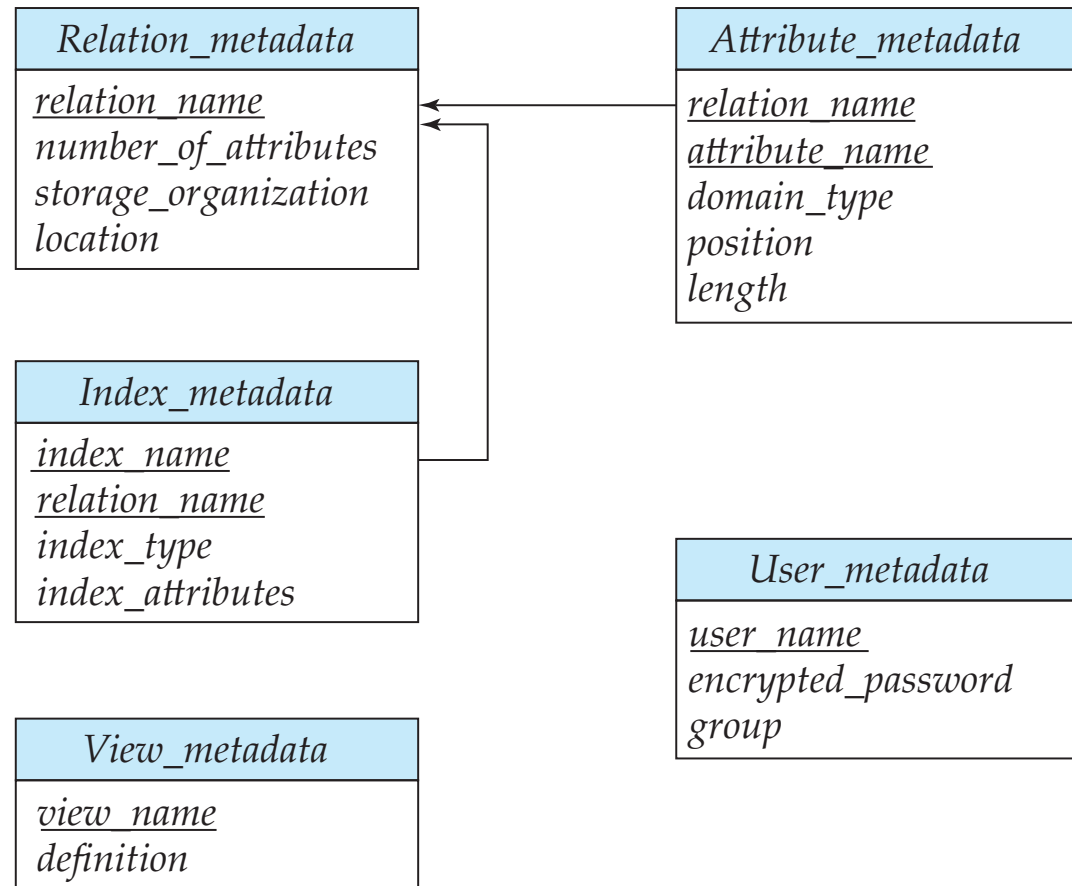 Relation_metadata
relation_name
number_of_attributes
storage_organization
location
Attribute_metadata
relation_name
attribute_name
domain_type
position
length
Index_metadata
index_name
relation_name
index_type
index_attributes
User_metadata
user_name
encrypted_password
group
View_metadata
view_name
definition